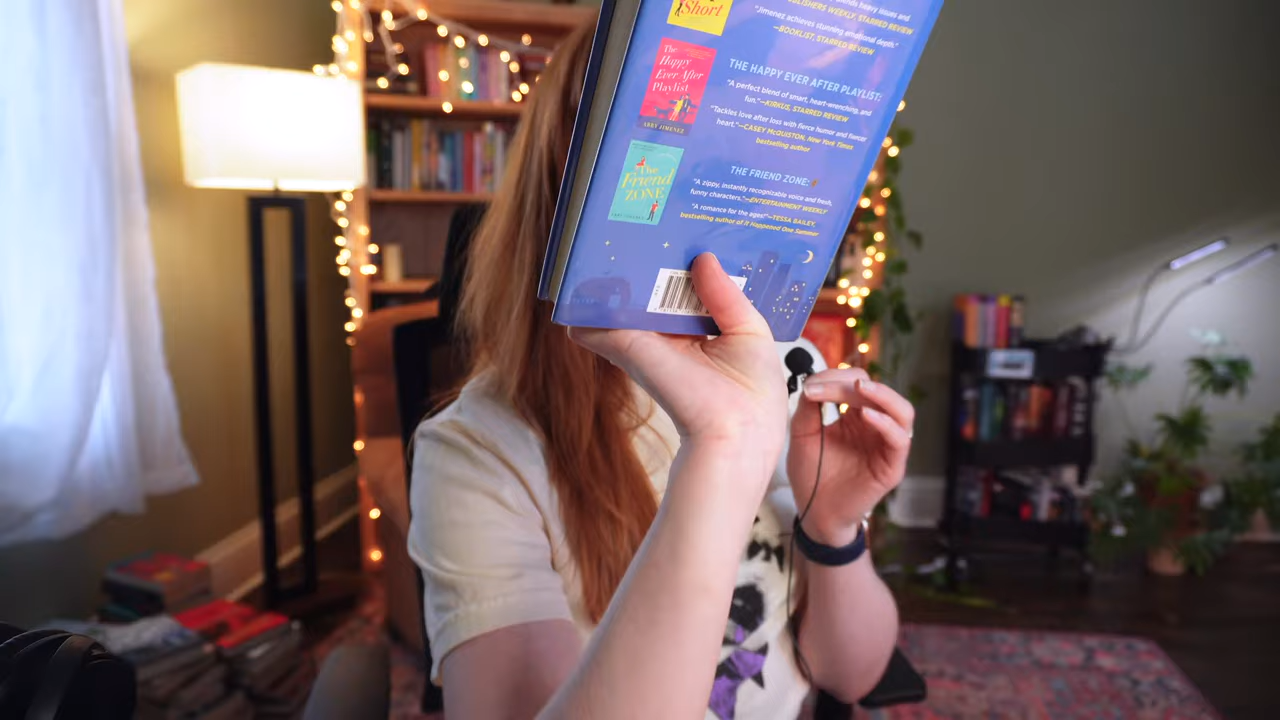 Short
heavy issues and
PUBLISHERS WEEKLY, STARRED REVIEW
"Jimenez achieves stunning emotional depth."
—BOOKLIST, STARRED REVIEW
The
Happy
Ever After
Playlist
ABBY JIMENEZ
THE HAPPY EVER AFTER PLAYLIST:
"A perfect blend of smart, heart-wrenching, and
fun."—KIRKUS, STARRED REVIEW
"Tackles love after loss with fierce humor and fiercer
heart."—CASEY McQUISTON, New York Times
bestselling author
The
Friend
ZONE
ABBY JIMENEZ
THE FRIEND ZONE:
"A zippy, instantly recognizable voice and fresh,
funny characters."—ENTERTAINMENT WEEKLY
"A romance for the ages!"—TESSA BAILEY,
bestselling author of It Happened One Summer